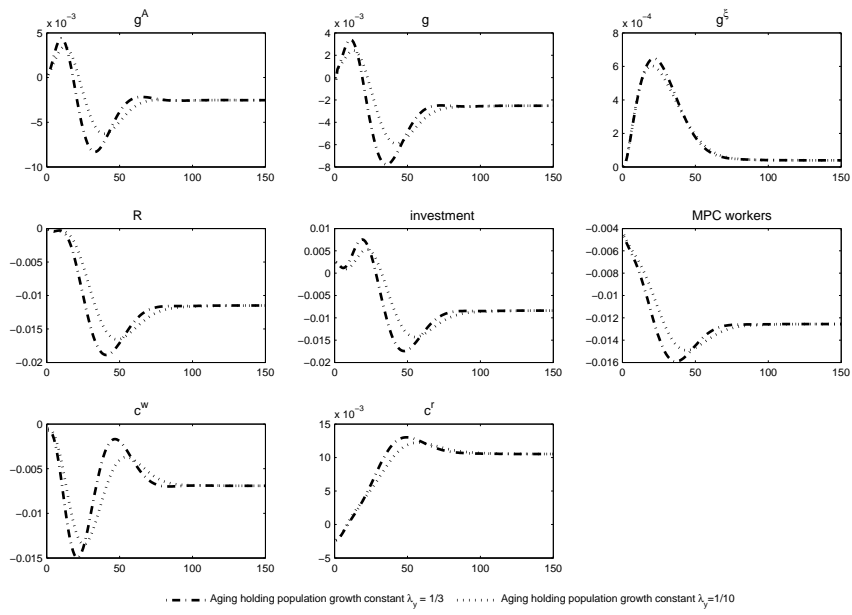 g^A
g
g^ξ
x 10^-3
x 10^-3
x 10^-4
5
0
−5
−10
0 50 100 150
4
2
0
−2
−4
−6
−8
0 50 100 150
8
6
4
2
0
0 50 100 150
R
investment
MPC workers
0
−0.005
−0.01
−0.015
−0.02
0 50 100 150
0.01
0.005
0
−0.005
−0.01
−0.015
−0.02
0 50 100 150
−0.004
−0.006
−0.008
−0.01
−0.012
−0.014
−0.016
0 50 100 150
c^w
c^r
0
−0.005
−0.01
−0.015
0 50 100 150
x 10^-3
15
10
5
0
−5
0 50 100 150
Aging holding population growth constant λ_y = 1/3
Aging holding population growth constant λ_y=1/10